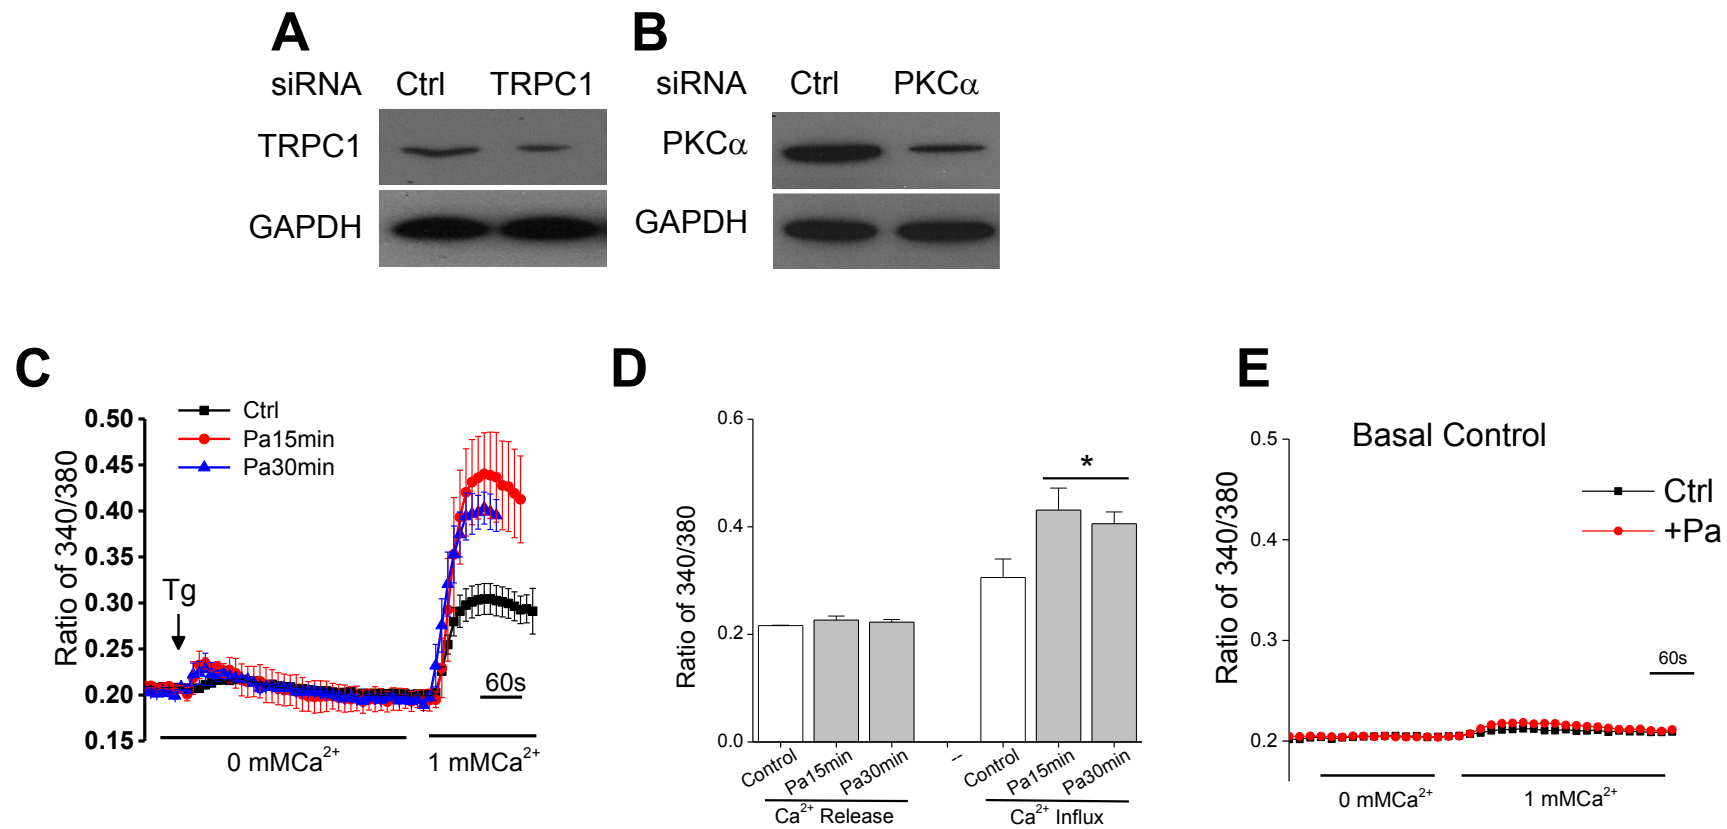 A
siRNA Ctrl TRPC1
TRPC1
GAPDH
B
siRNA Ctrl PKCα
PKCα
GAPDH
C
Ctrl
Pa15min
Pa30min
Ratio of 340/380
0.50
0.45
0.40
0.35
0.30
0.25
0.20
0.15
Tg
60s
0 mMCa²⁺ 1 mMCa²⁺
D
Ratio of 340/380
0.6
0.4
0.2
0.0
*
Control Pa15min Pa30min -- Control Pa15min Pa30min
Ca²⁺ Release Ca²⁺ Influx
E
Basal Control
Ctrl
+Pa
Ratio of 340/380
0.5
0.4
0.3
0.2
60s
0 mMCa²⁺ 1 mMCa²⁺